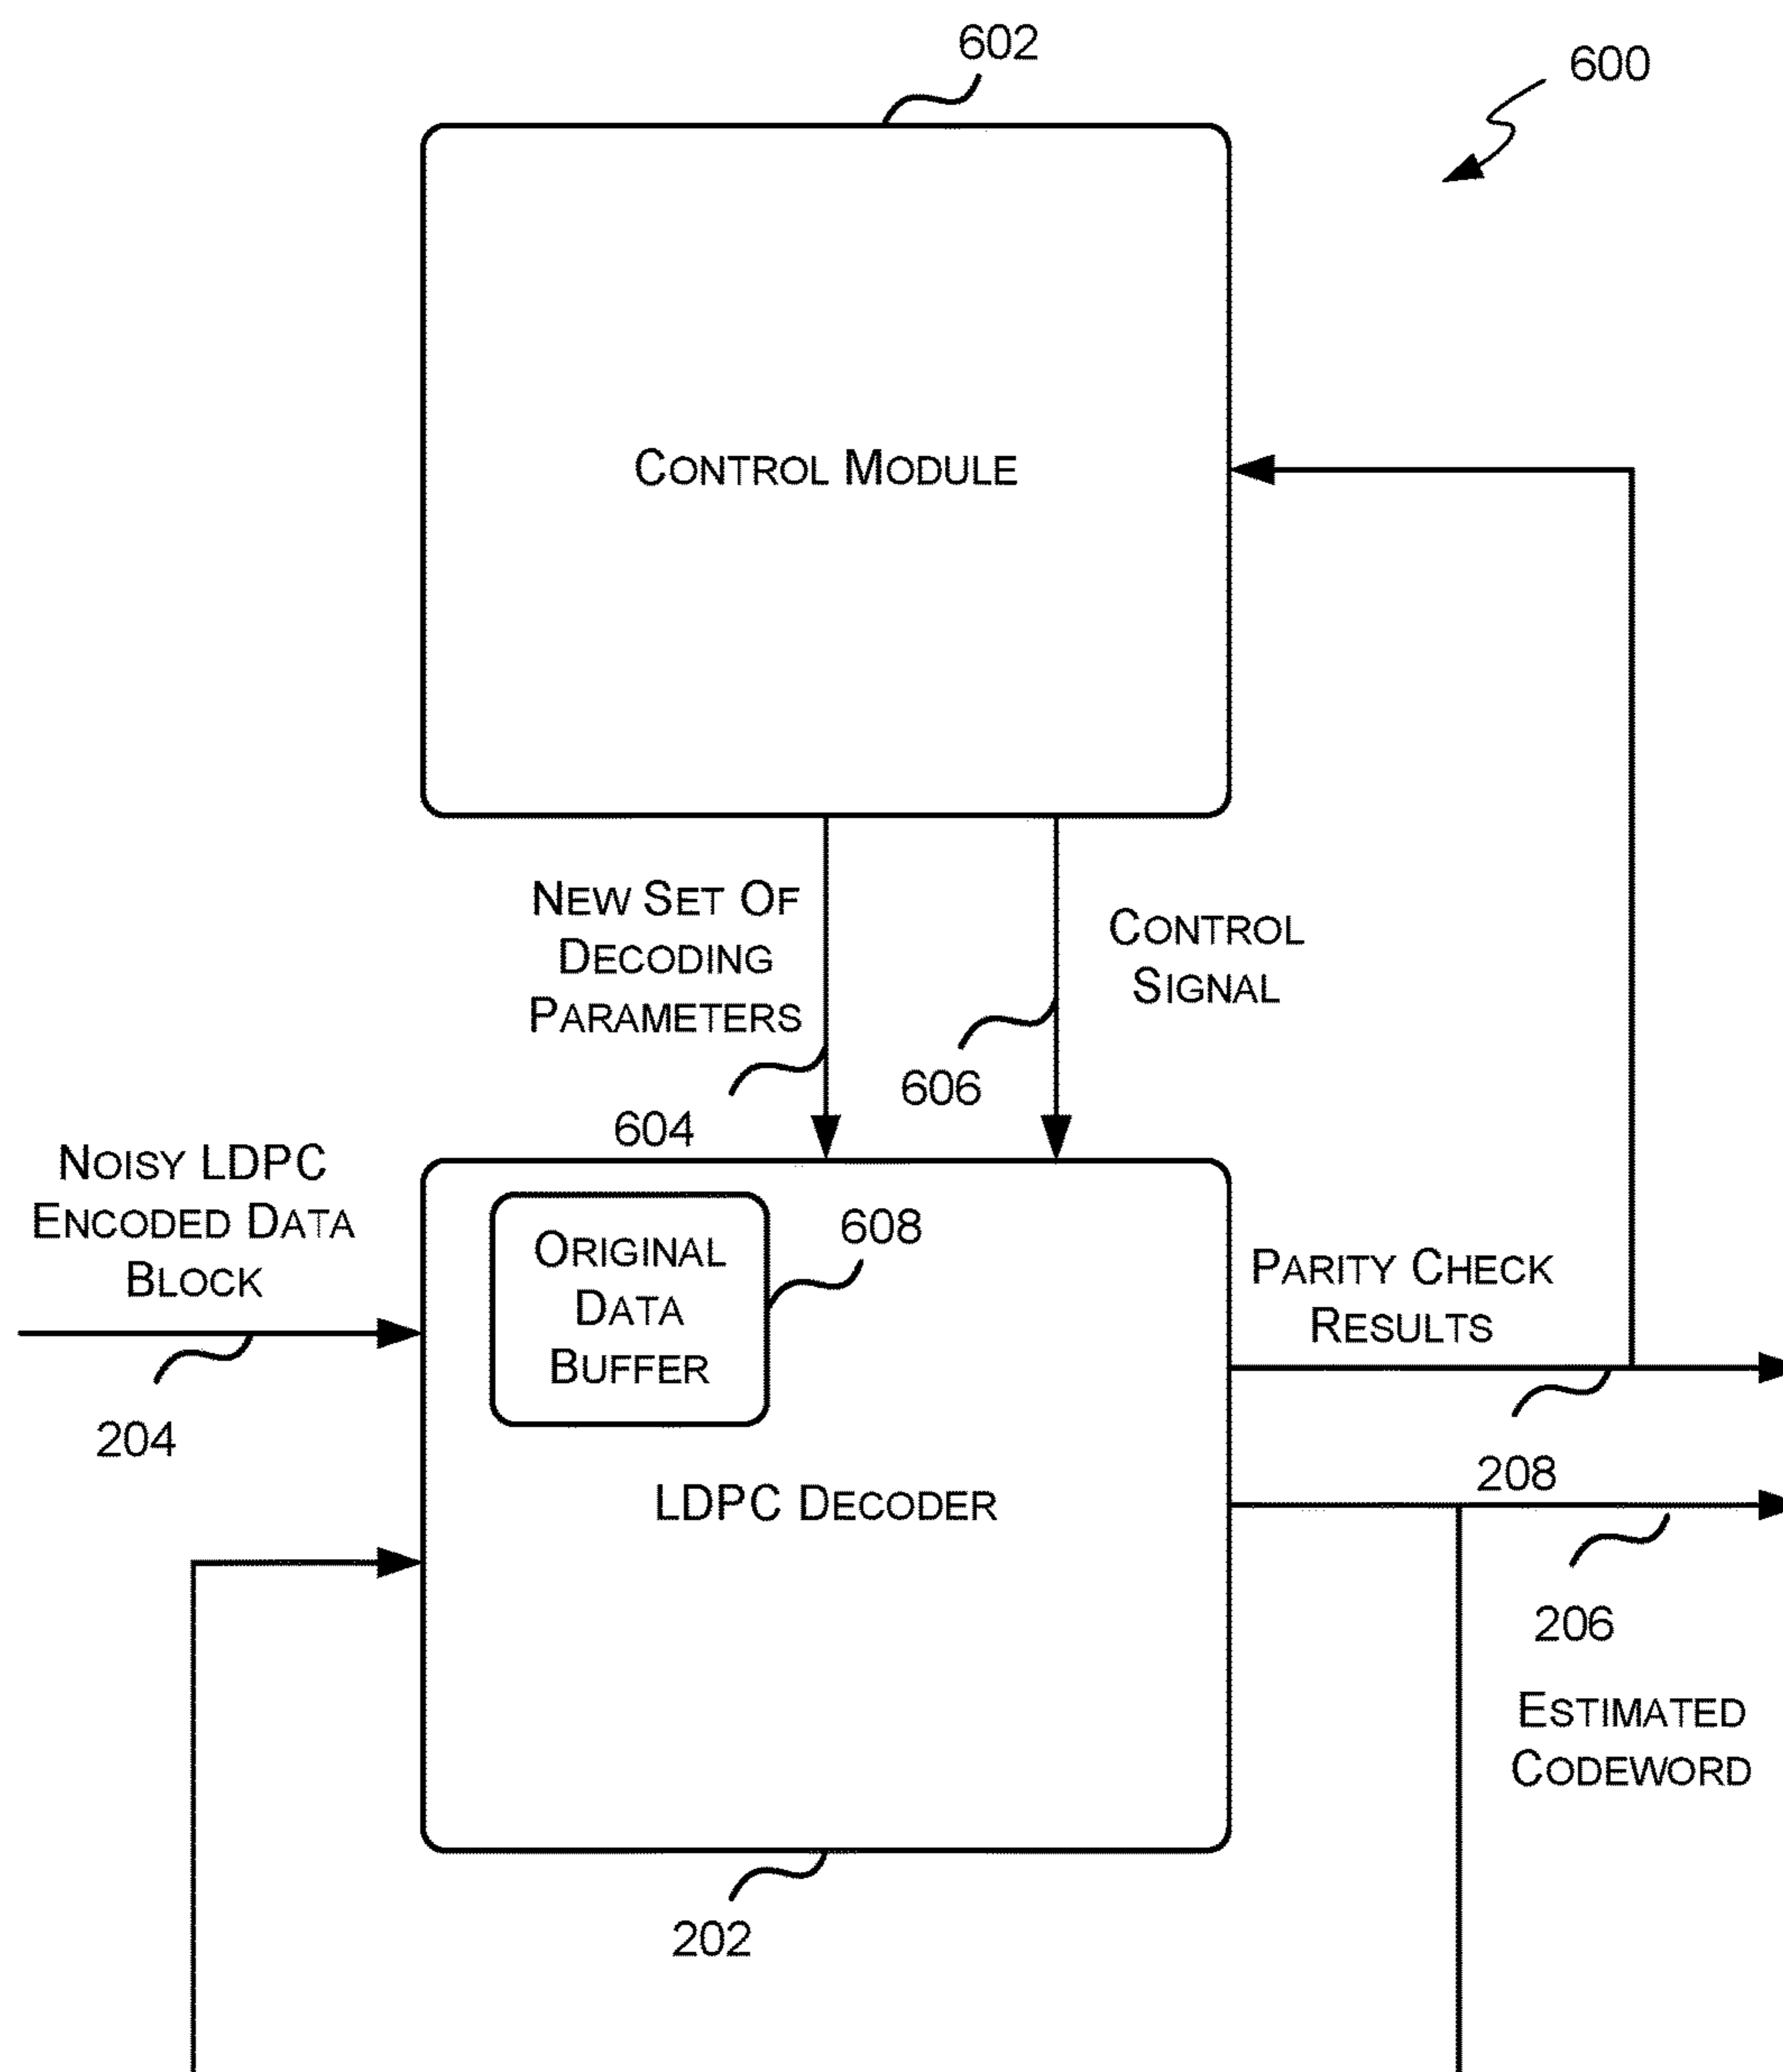 602
600
CONTROL MODULE
NEW SET OF
DECODING
PARAMETERS
CONTROL
SIGNAL
604
606
NOISY LDPC
ENCODED DATA
BLOCK
204
ORIGINAL
DATA
BUFFER
608
PARITY CHECK
RESULTS
208
LDPC DECODER
206
ESTIMATED
CODEWORD
202